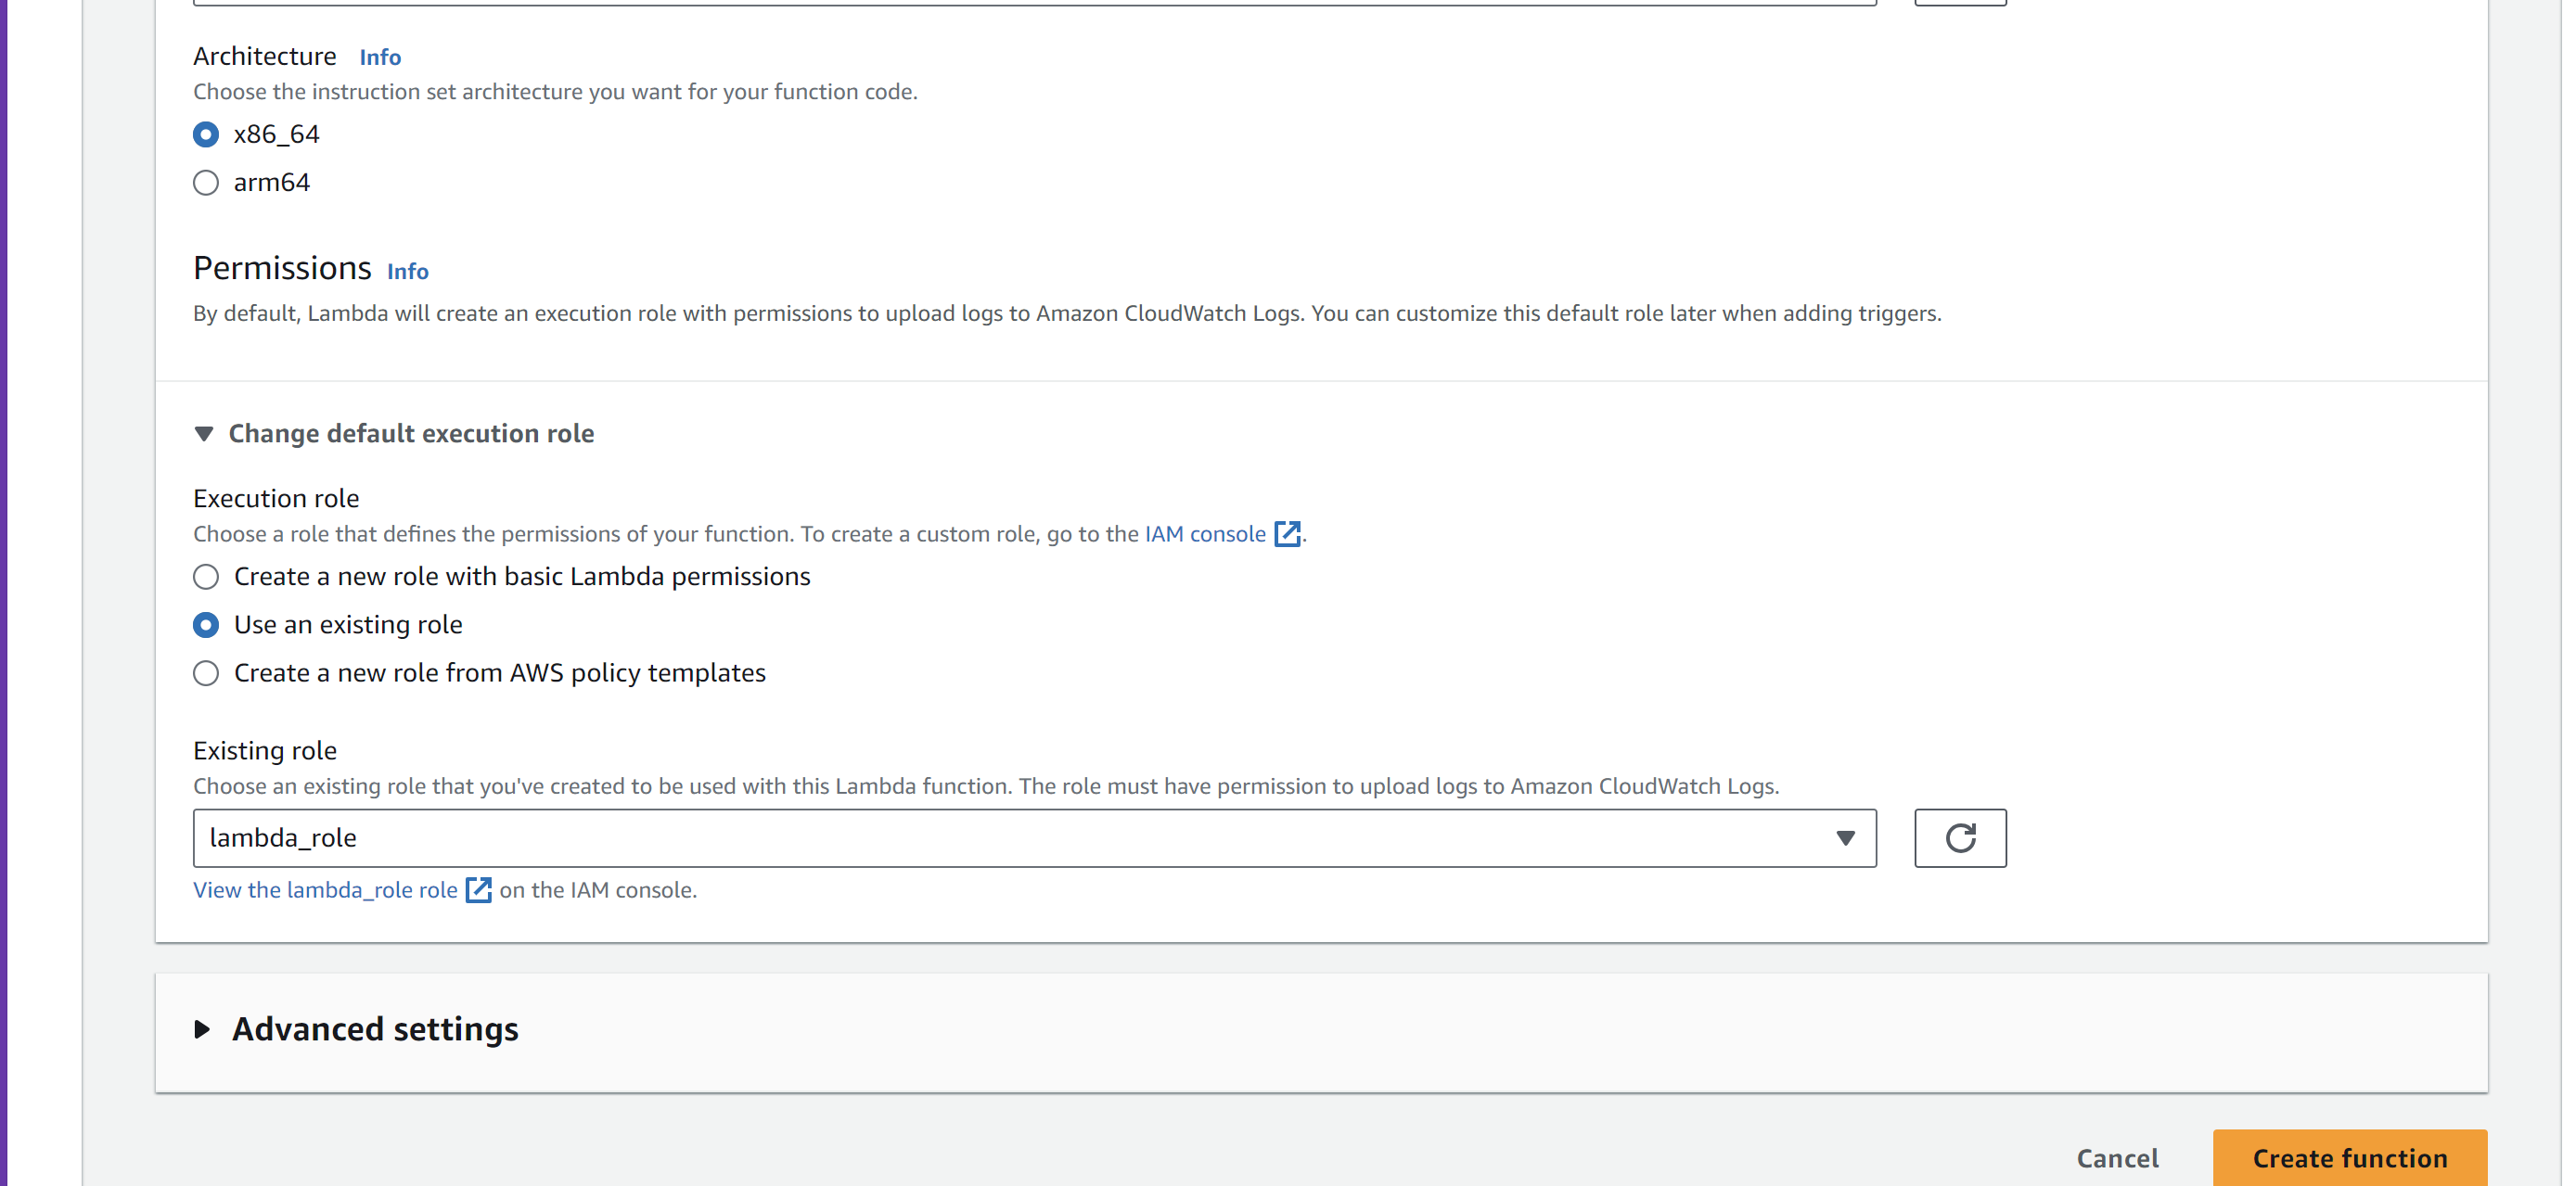 Architecture Info
Choose the instruction set architecture you want for your function code.
x86_64
arm64
Permissions Info
By default, Lambda will create an execution role with permissions to upload logs to Amazon CloudWatch Logs. You can customize this default role later when adding triggers.
Change default execution role
Execution role
Choose a role that defines the permissions of your function. To create a custom role, go to the IAM console.
Create a new role with basic Lambda permissions
Use an existing role
Create a new role from AWS policy templates
Existing role
Choose an existing role that you've created to be used with this Lambda function. The role must have permission to upload logs to Amazon CloudWatch Logs.
lambda_role
View the lambda_role role on the IAM console.
Advanced settings
Cancel Create function